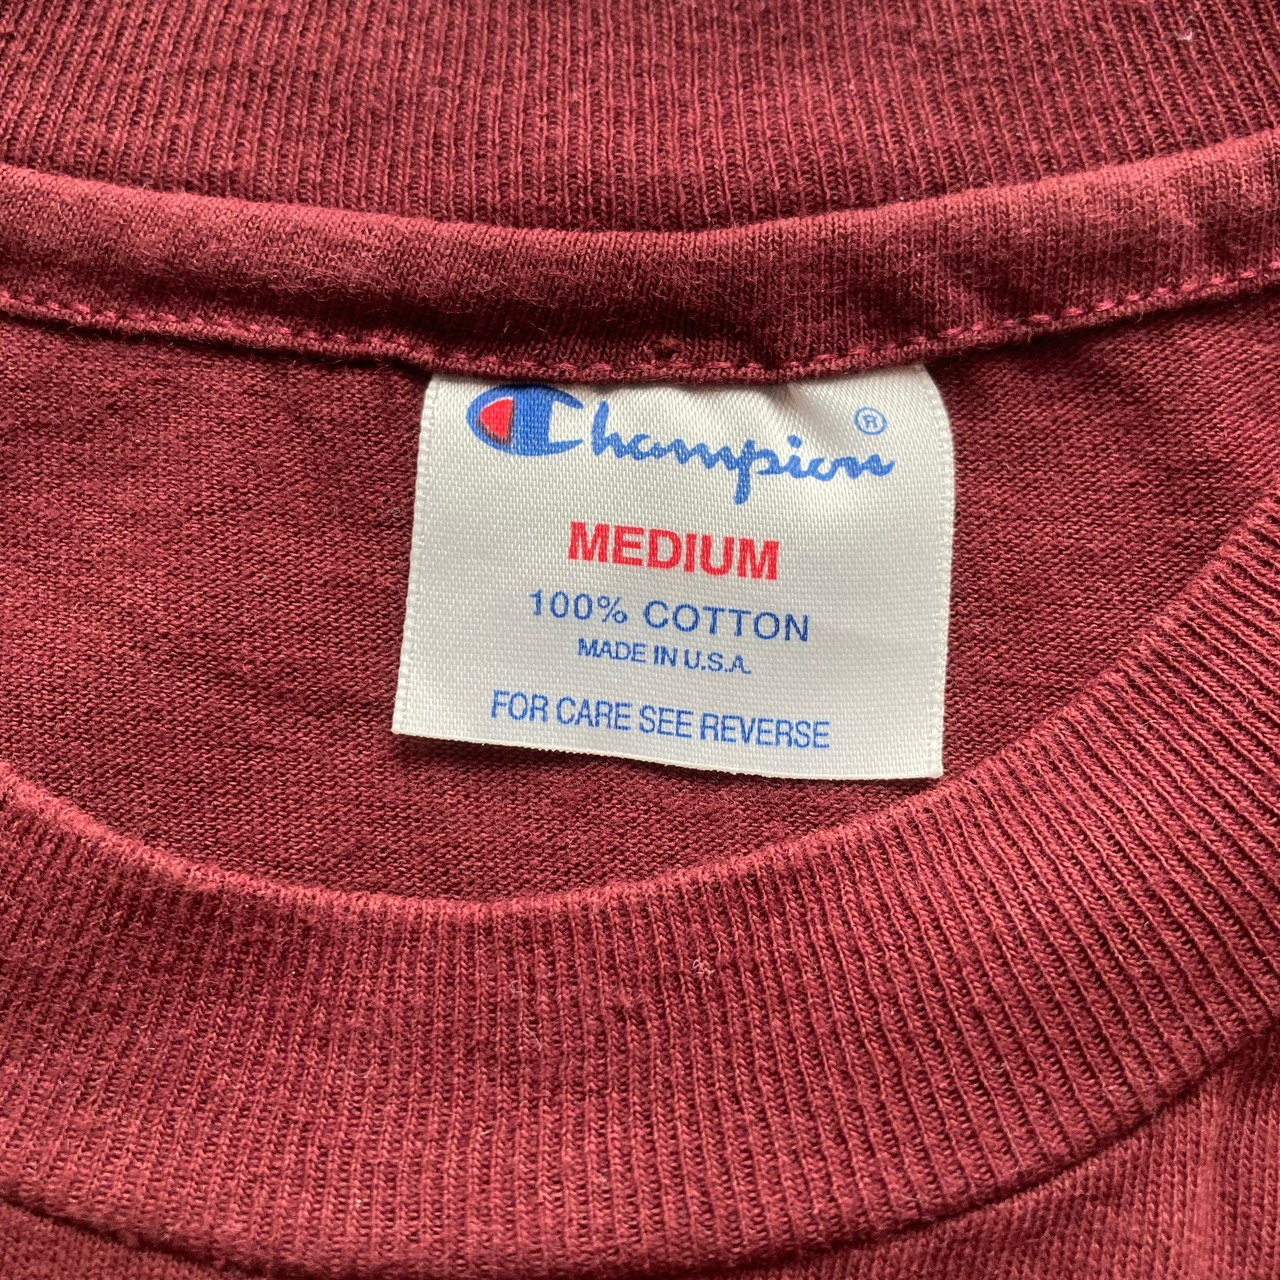 Champion®
MEDIUM
100% COTTON
MADE IN U.S.A.
FOR CARE SEE REVERSE